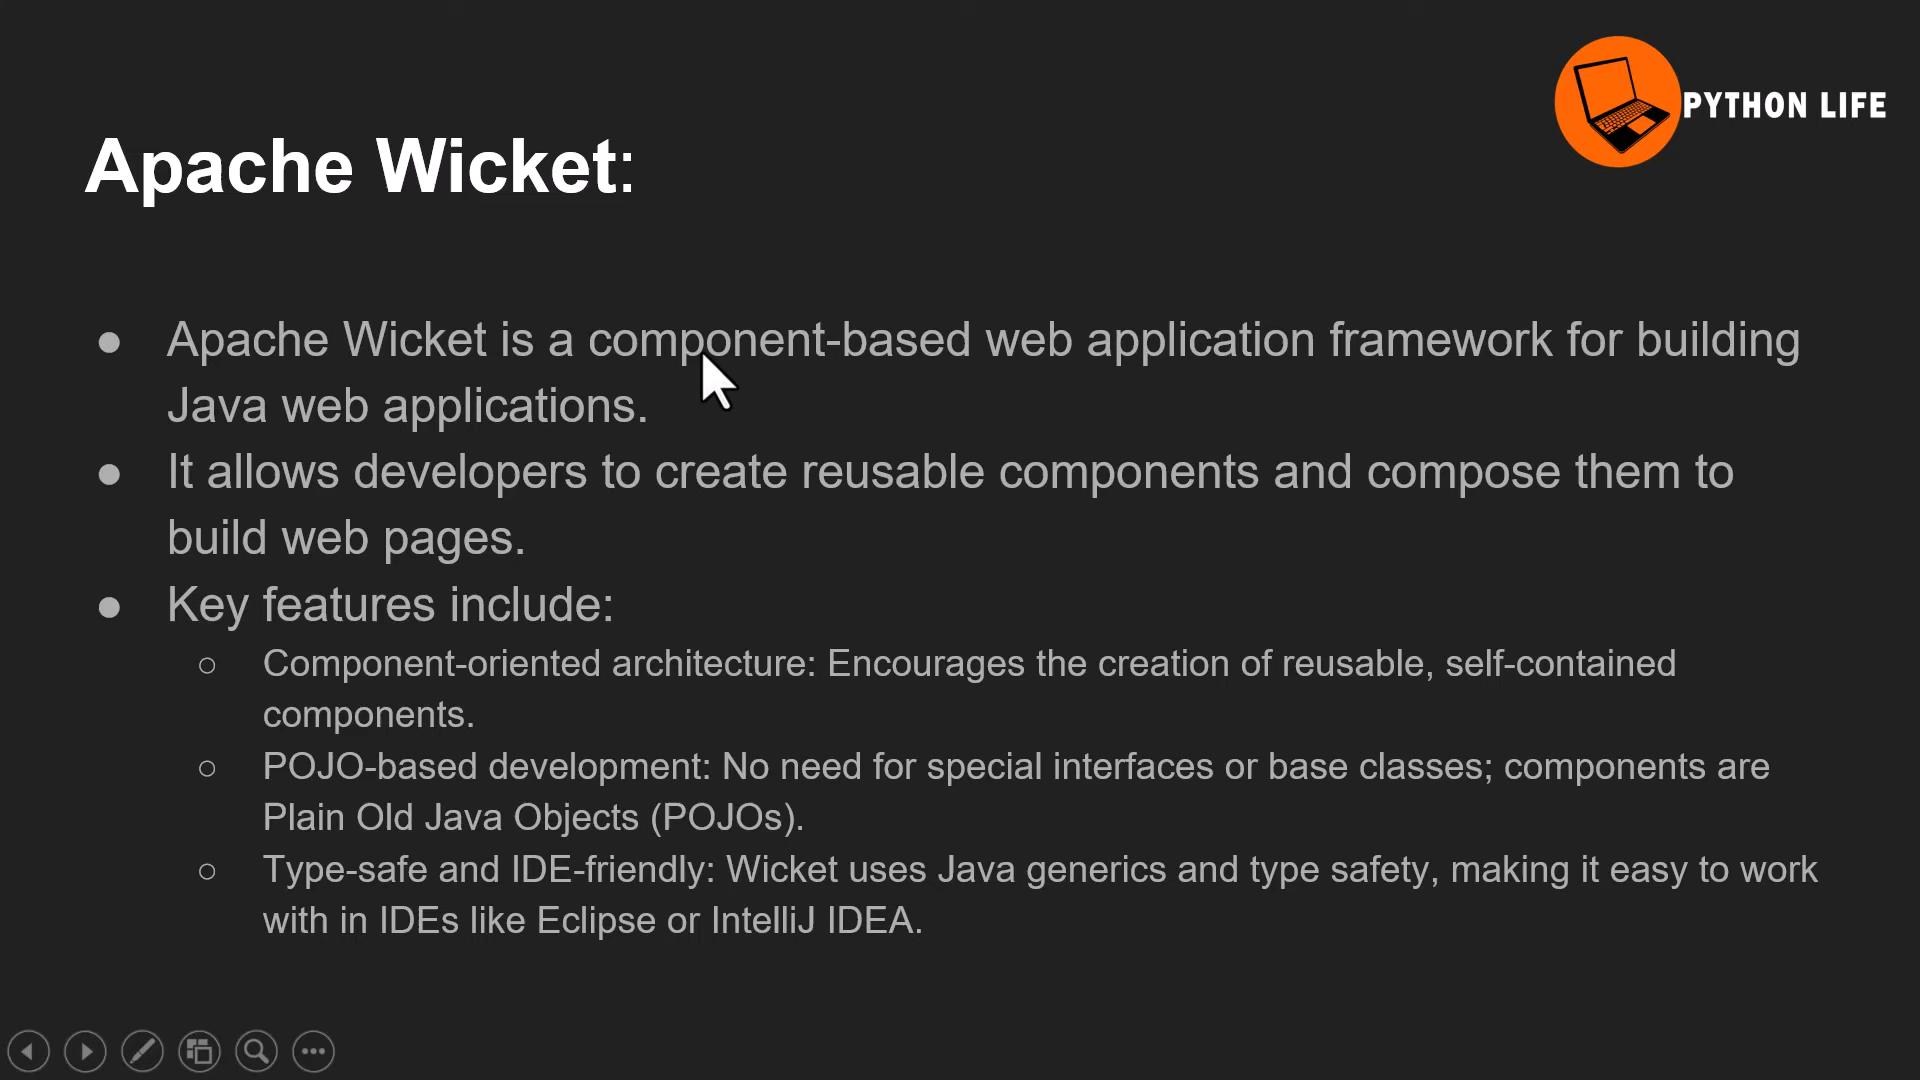 PYTHON LIFE
Apache Wicket:
● Apache Wicket is a component-based web application framework for building
Java web applications.
● It allows developers to create reusable components and compose them to
build web pages.
● Key features include:
○ Component-oriented architecture: Encourages the creation of reusable, self-contained
components.
○ POJO-based development: No need for special interfaces or base classes; components are
Plain Old Java Objects (POJOs).
○ Type-safe and IDE-friendly: Wicket uses Java generics and type safety, making it easy to work
with in IDEs like Eclipse or IntelliJ IDEA.